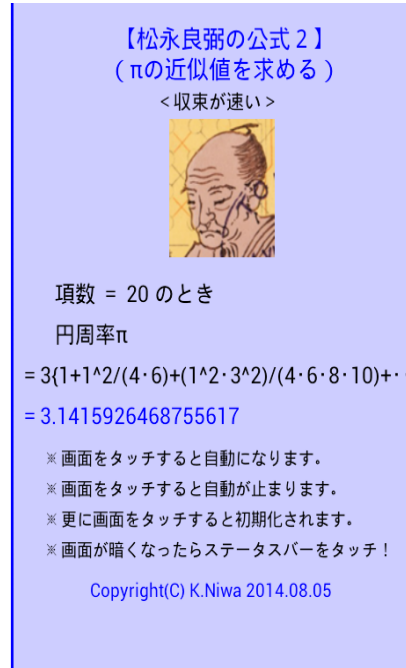 【松永良弼の公式2】
(πの近似値を求める)
<収束が速い>
項数 = 20 のとき
円周率π
= 3{1+1^2/(4·6)+(1^2·3^2)/(4·6·8·10)+·
= 3.1415926468755617
※画面をタッチすると自動になります。
※画面をタッチすると自動が止まります。
※更に画面をタッチすると初期化されます。
※画面が暗くなったらステータスバーをタッチ!
Copyright(C) K.Niwa 2014.08.05